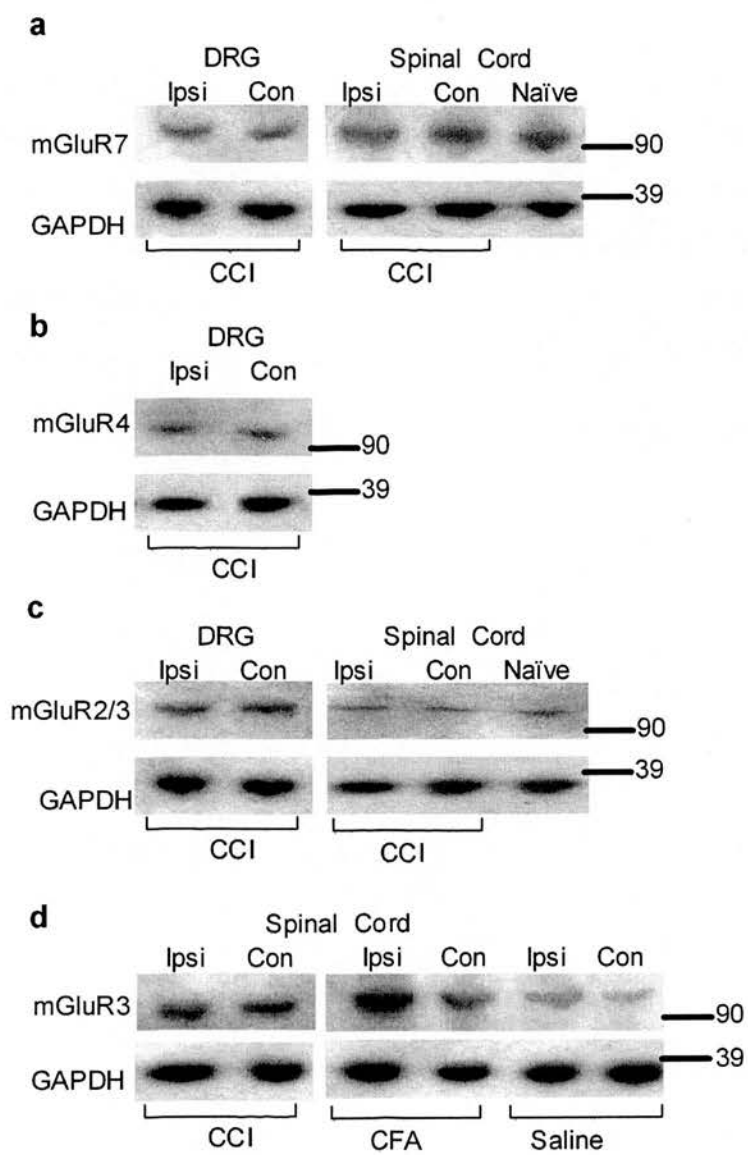 a
DRG Spinal Cord
Ipsi Con Ipsi Con Naïve
mGluR7 90
39
GAPDH
CCI CCI
b
DRG
Ipsi Con
mGluR4
90
39
GAPDH
CCI
c
DRG Spinal Cord
Ipsi Con Ipsi Con Naïve
mGluR2/3
90
39
GAPDH
CCI CCI
d
Spinal Cord
Ipsi Con Ipsi Con Ipsi Con
mGluR3
90
39
GAPDH
CCI CFA Saline